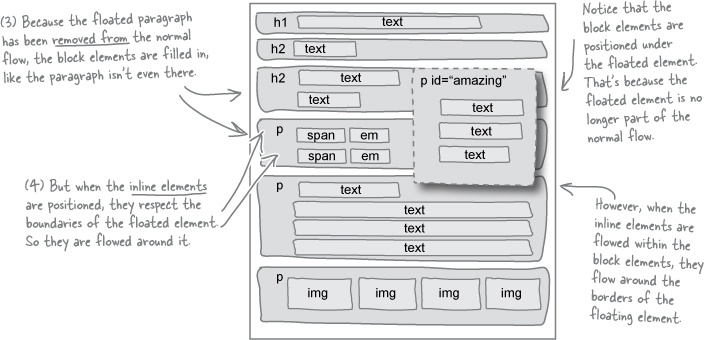 (3) Because the floated paragraph
has been removed from the normal
flow, the block elements are filled in,
like the paragraph isn't even there.
(4) But when the inline elements
are positioned, they respect the
boundaries of the floated element.
So they are flowed around it.
h1
text
h2
text
h2
text
text
p id="amazing"
text
text
text
p
span
em
span
em
p
text
text
text
text
p
img
img
img
img
Notice that the
block elements are
positioned under
the floated element.
That's because the
floated element is no
longer part of the
normal flow.
However, when the
inline elements are
flowed within the
block elements, they
flow around the
borders of the
floating element.